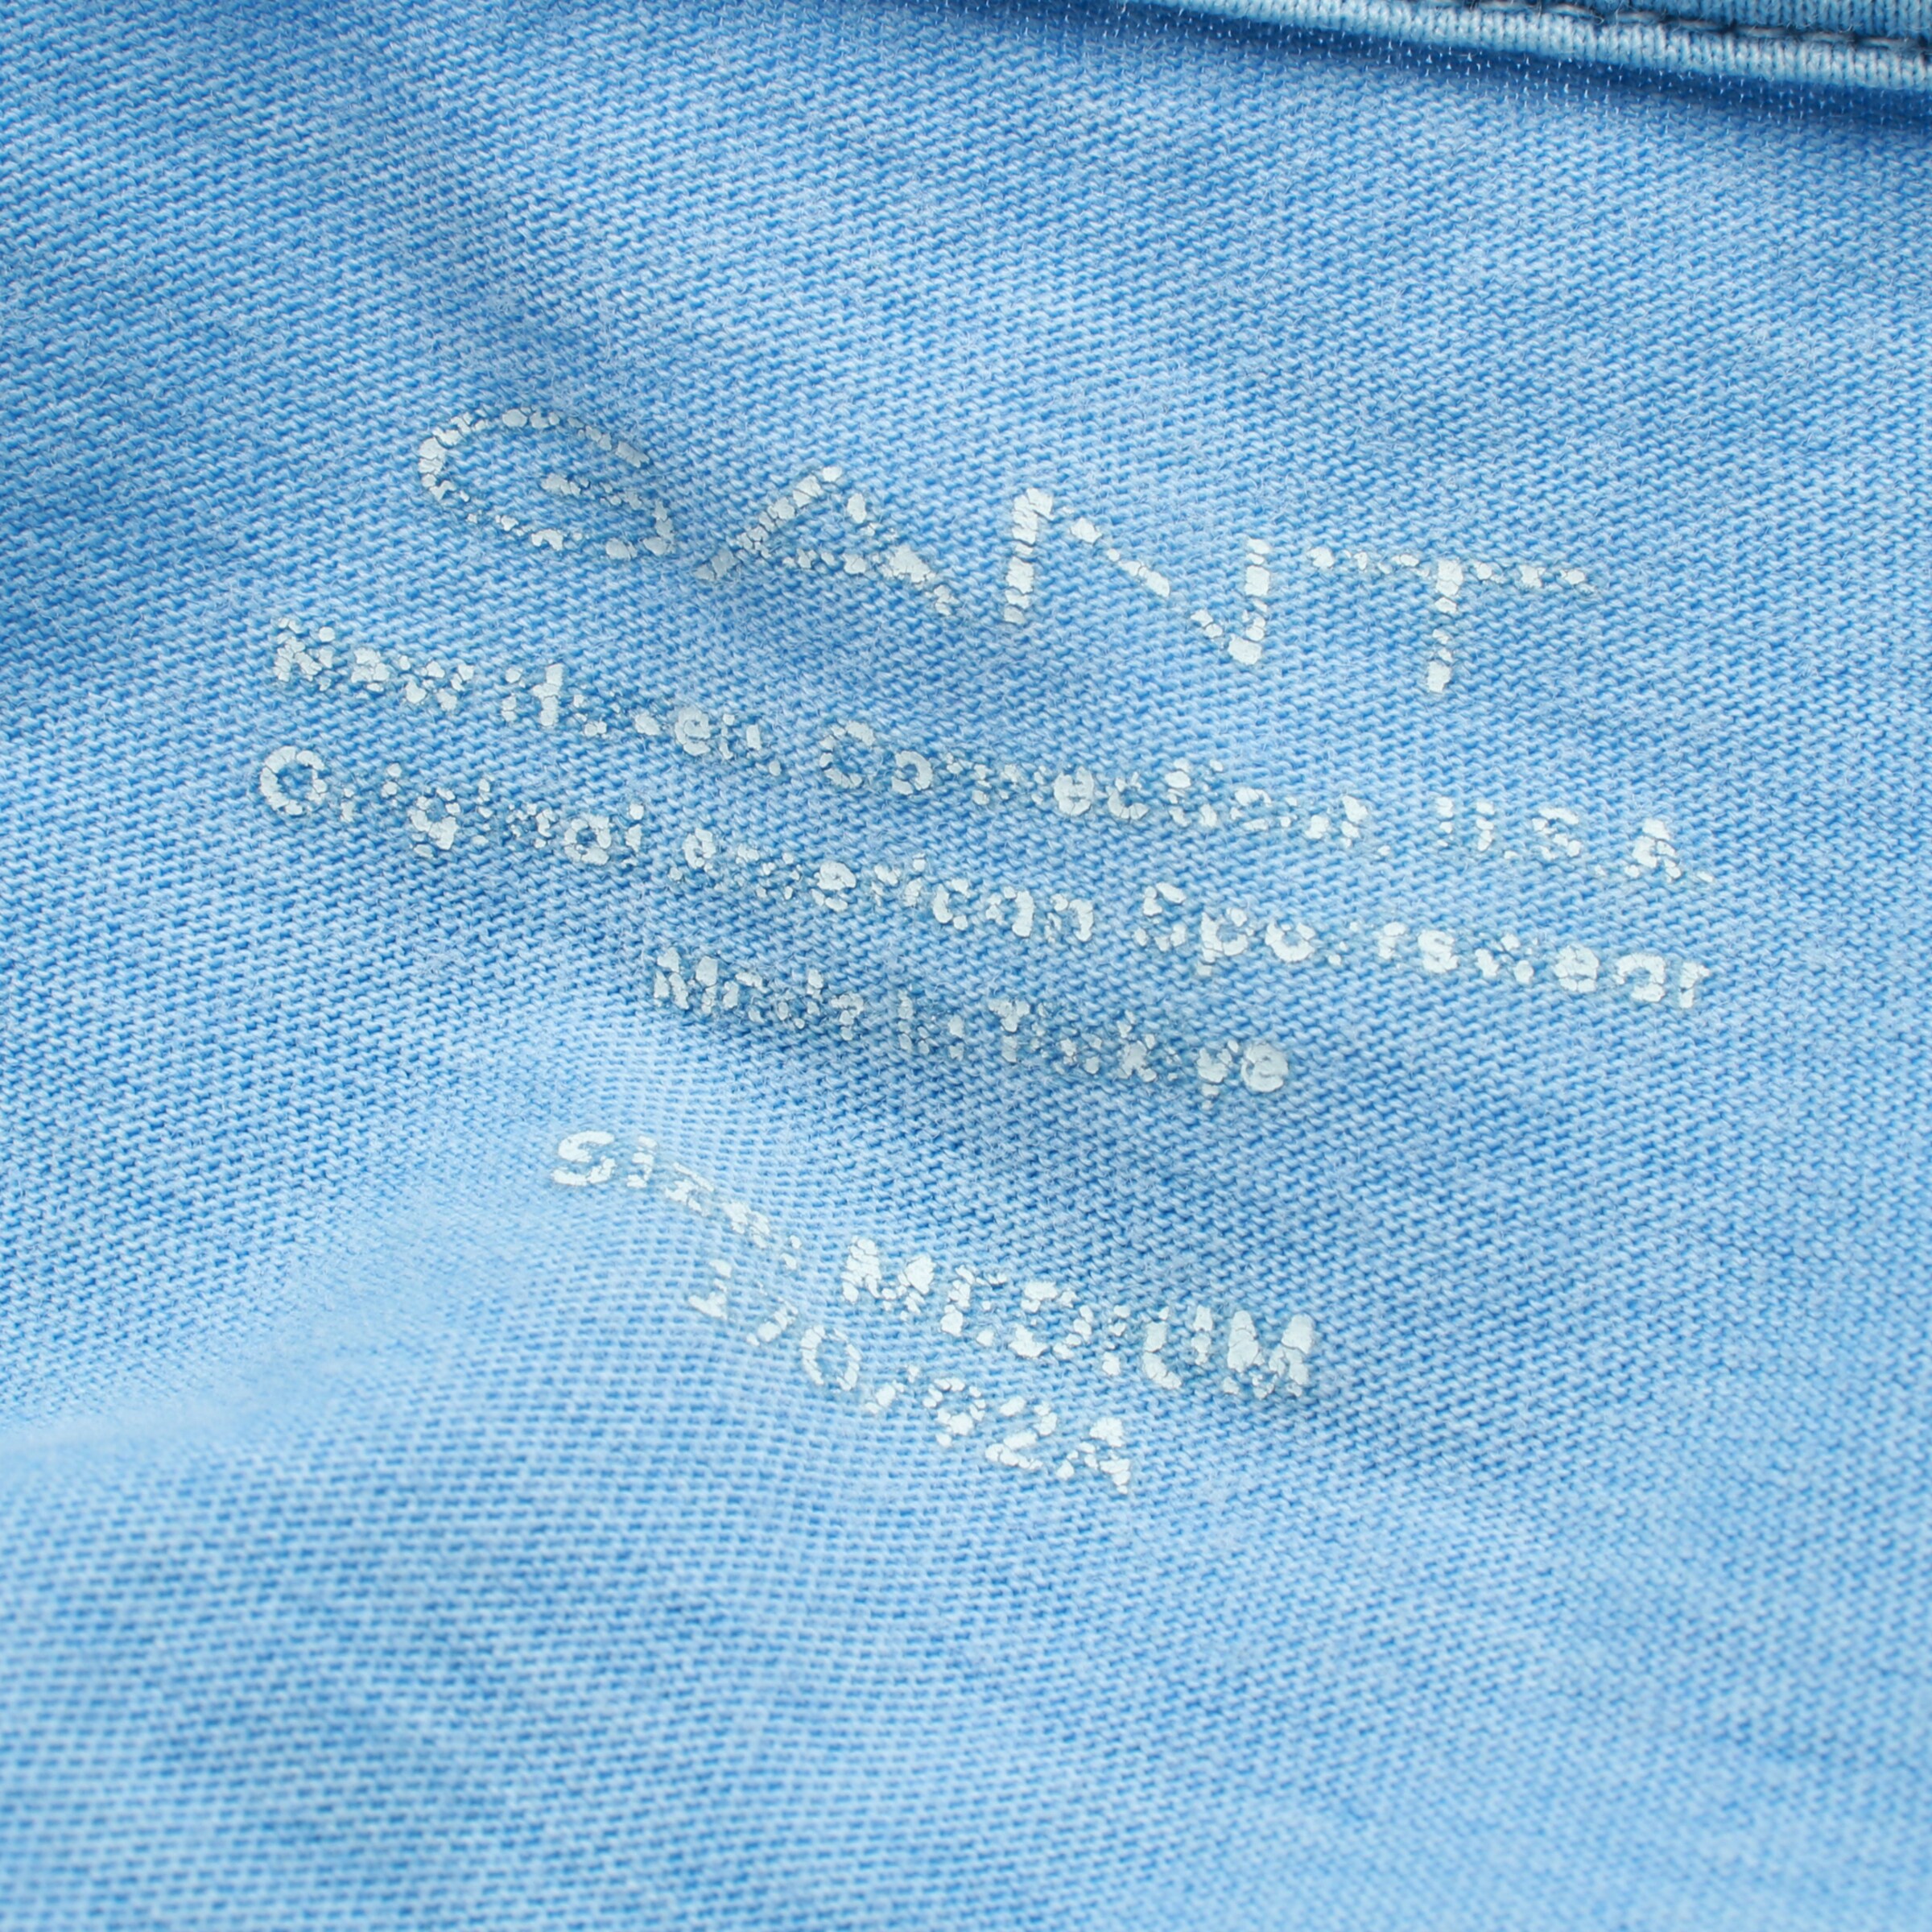 GANT
New Haven, Connecticut, U.S.A.
Original American Sportswear
Made in Türkiye
Size: MEDIUM
170/92A